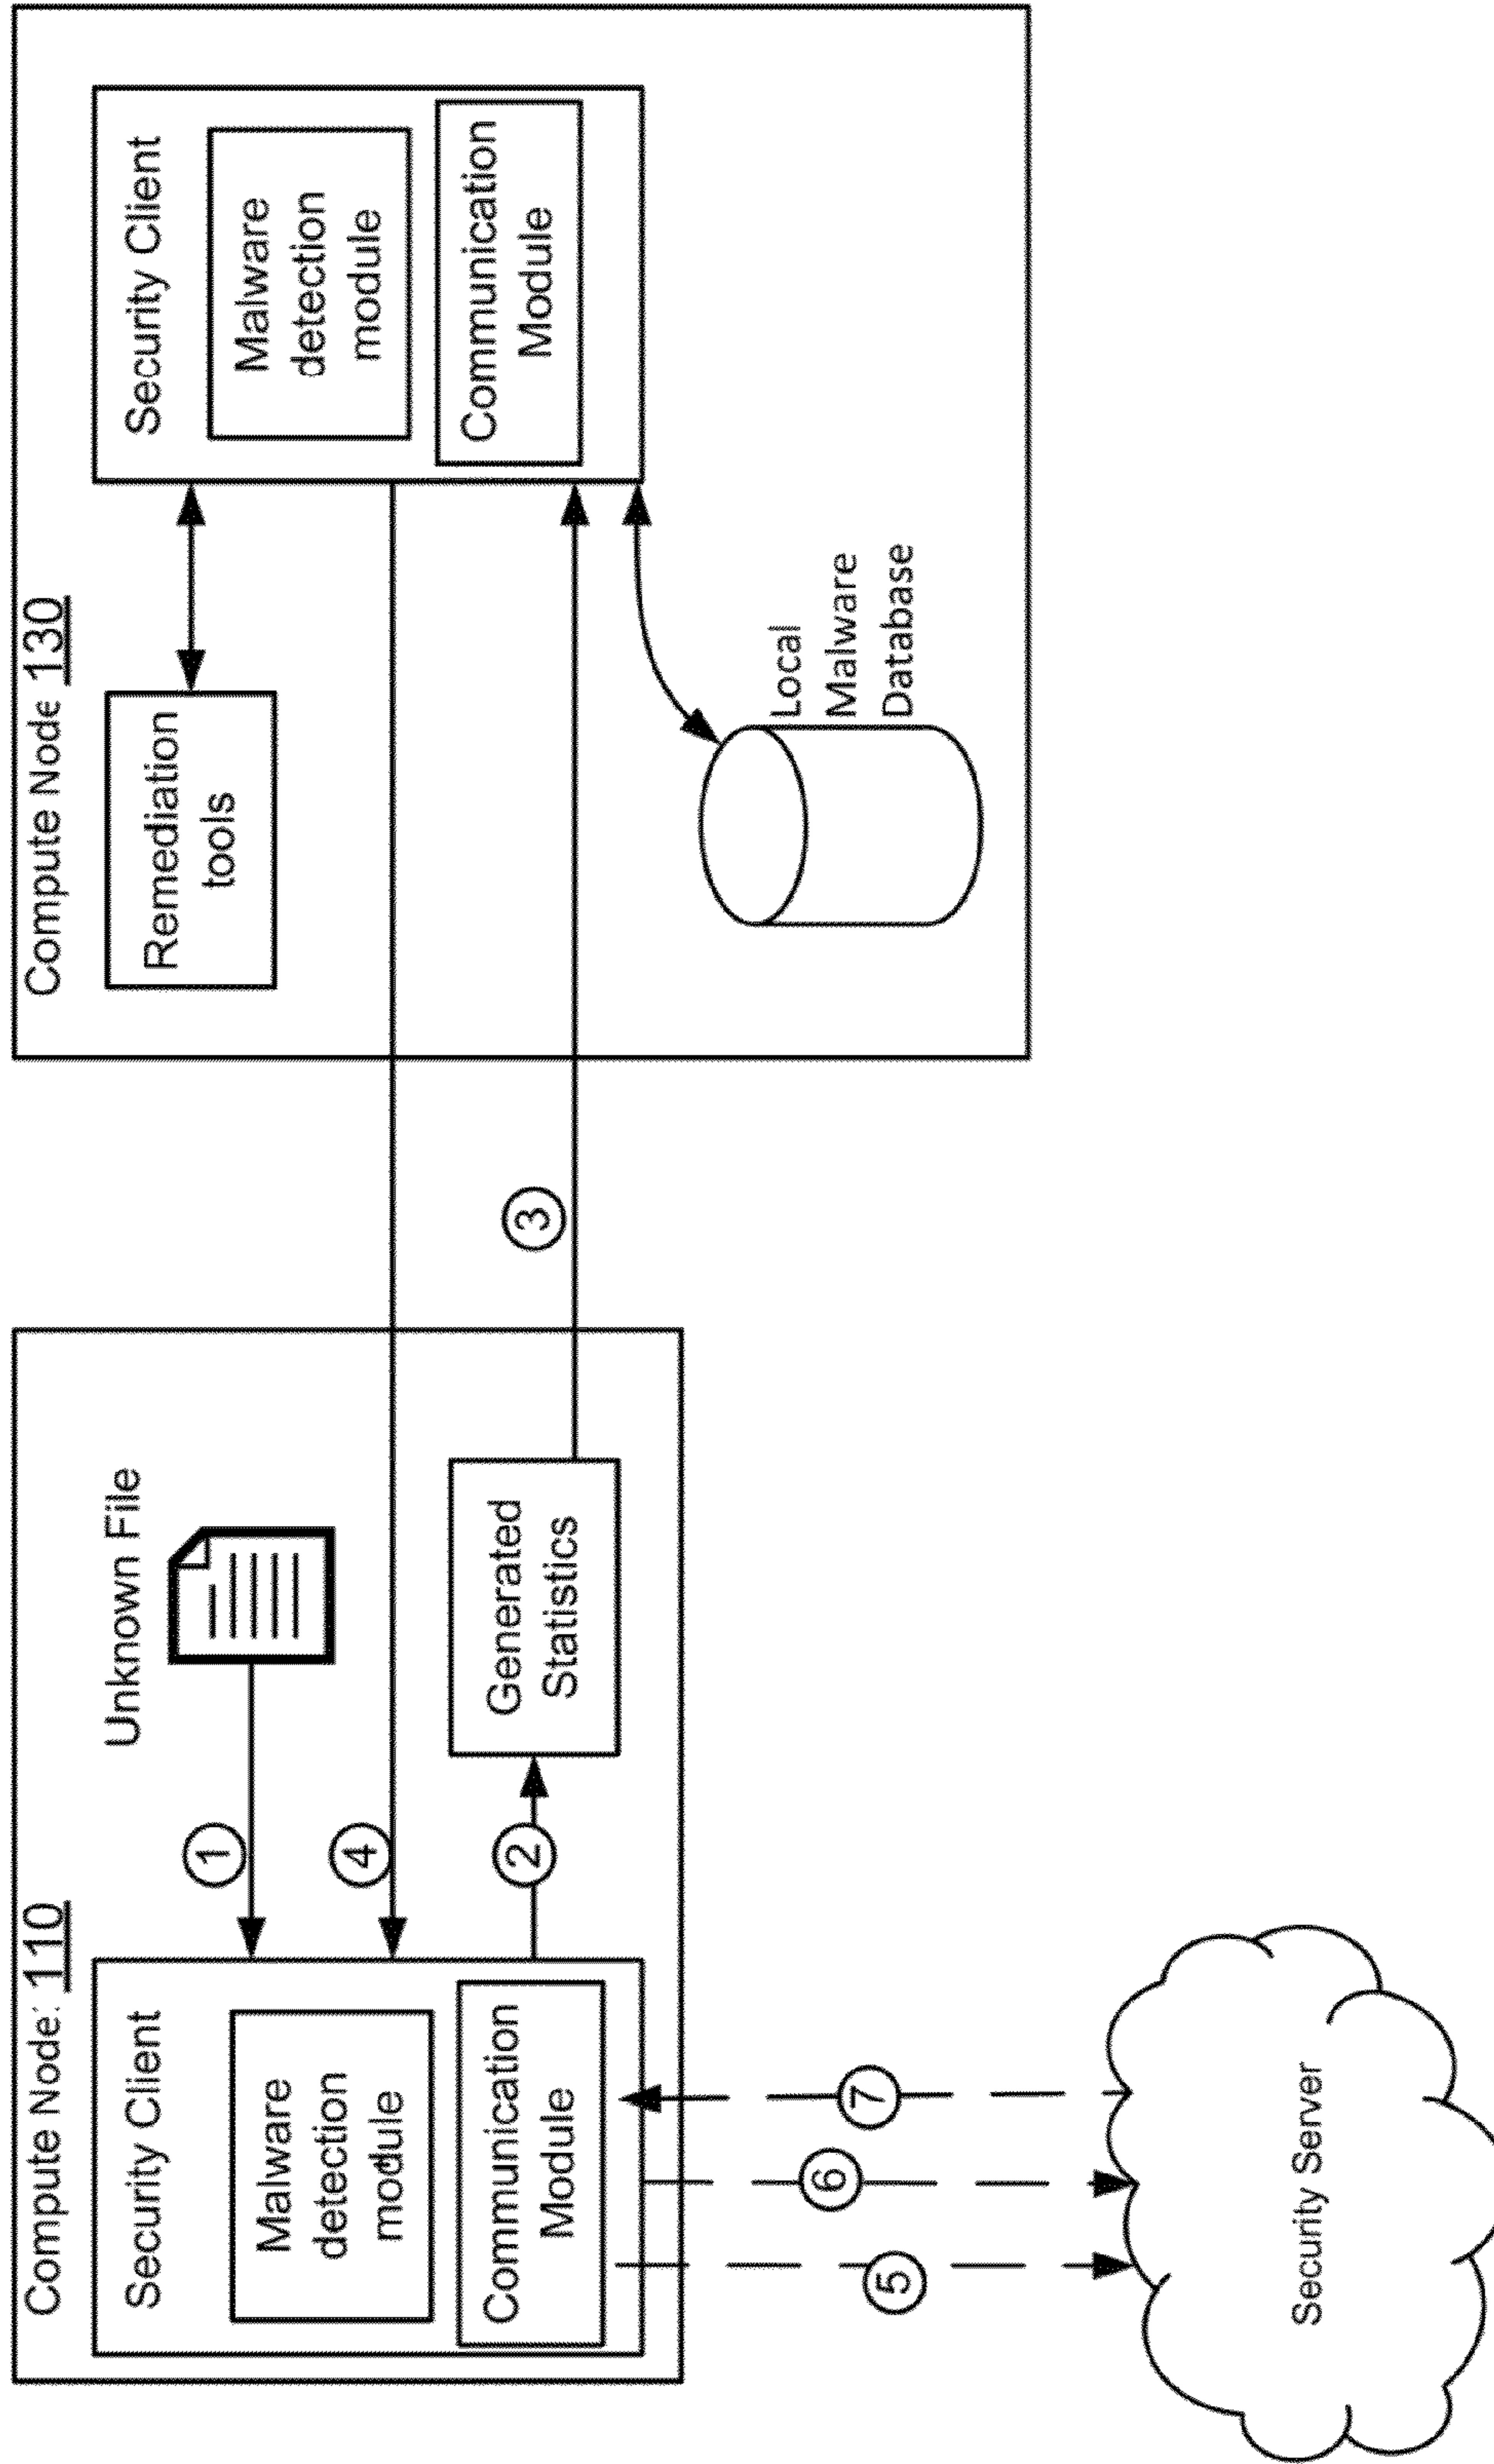 Compute Node: 110
Security Client
Malware
detection
module
Communication
Module
1
4
2
Unknown File
Generated
Statistics
3
5
6
7
Security Server
Compute Node 130
Remediation
tools
Security Client
Malware
detection
module
Communication
Module
Local
Malware
Database